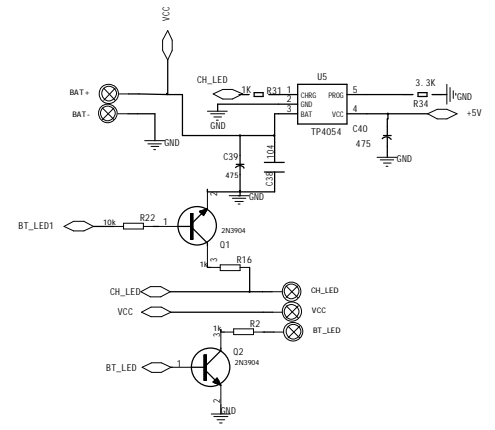 VCC
CH_LED
1K
R31
U5
3.3K
BAT+
BAT-
1
2
3
CHRG
GND
BAT
PROG
VCC
5
4
R34
GND
+5V
GND
TP4054
C40
475
GND
GND
C39
475
104
C38
GND
2
BT_LED1
10k
R22
1
2N3904
Q1
3
1k
R16
CH_LED
CH_LED
VCC
VCC
1k
R2
BT_LED
3
Q2
2N3904
BT_LED
1
2
GND